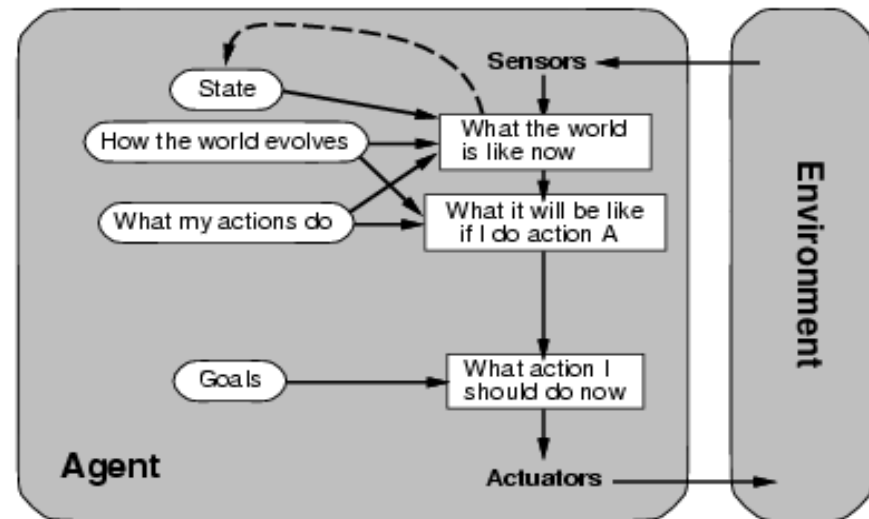 Sensors
State
What the world
is like now
How the world evolves
What it will be like
if I do action A
What my actions do
Environment
What action I
should do now
Goals
Agent
Actuators